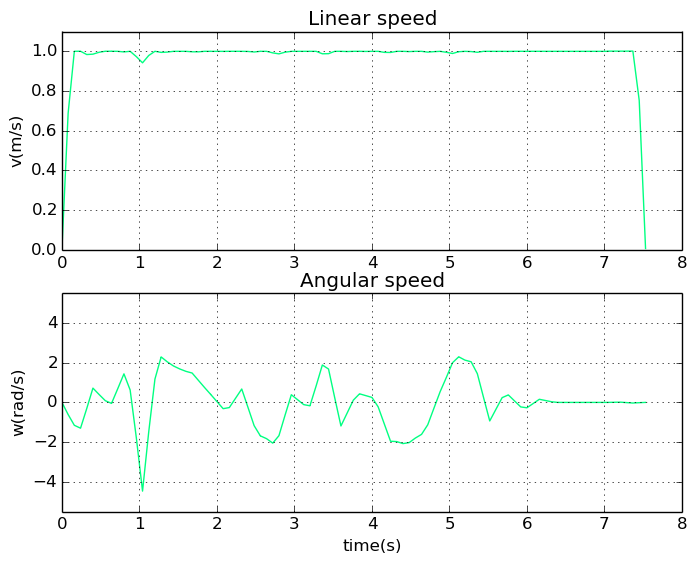 Linear speed
v(m/s)
1.0
0.8
0.6
0.4
0.2
0.0
0 1 2 3 4 5 6 7 8
Angular speed
w(rad/s)
4
2
0
−2
−4
0 1 2 3 4 5 6 7 8
time(s)